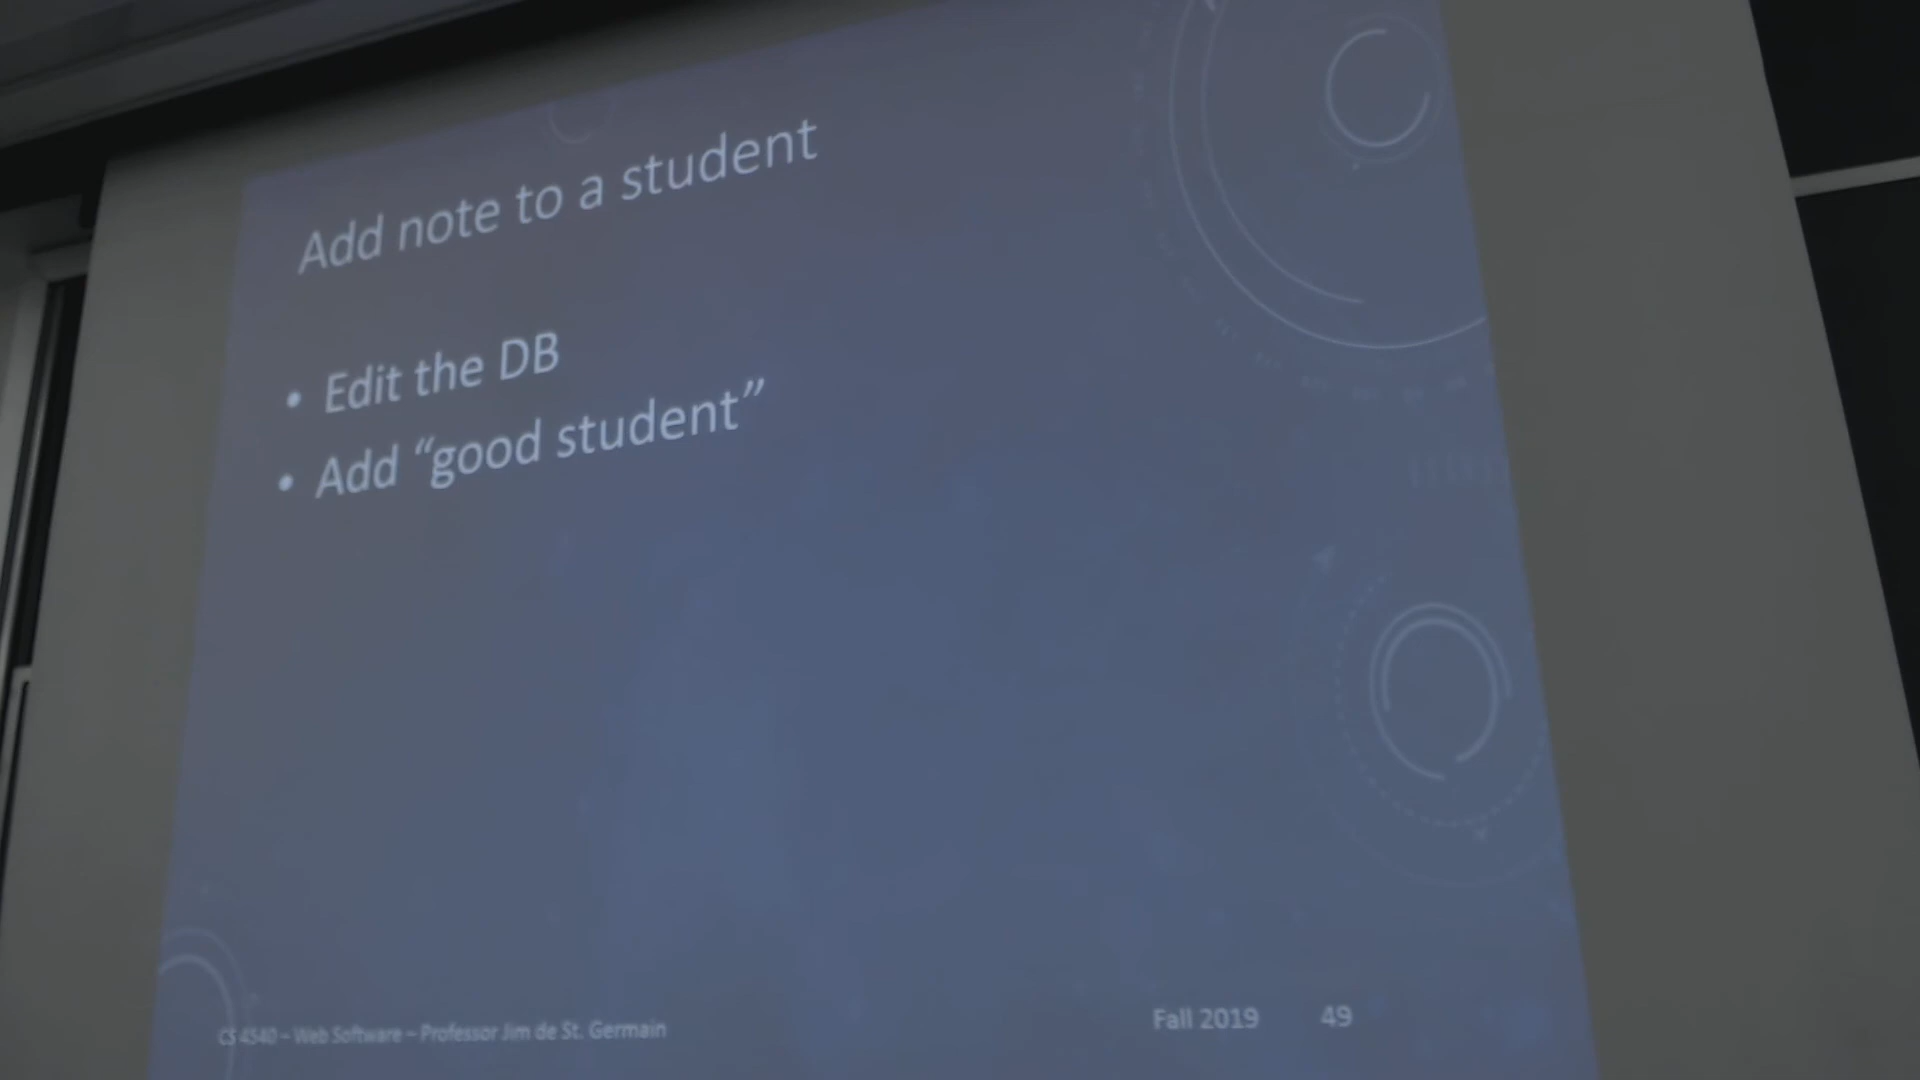 Add note to a student
• Edit the DB
• Add “good student”
CS 4540 – Web Software – Professor Jim de St. Germain
Fall 2019
49